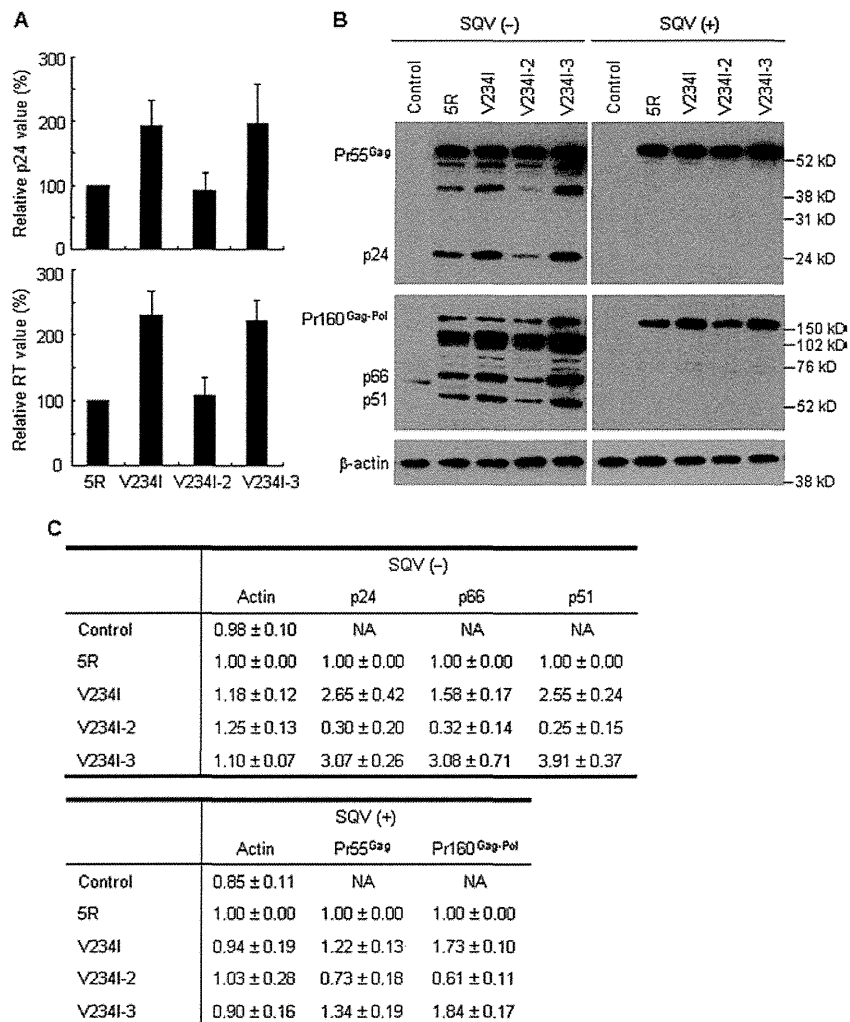 A
Relative p24 value (%)
300
200
100
0
Relative RT value (%)
300
200
100
0
5R V234I V234I-2 V234I-3
B
SQV (–) SQV (+)
Control 5R V234I V234I-2 V234I-3 Control 5R V234I V234I-2 V234I-3
Pr55Gag
p24
52 kD
38 kD
31 kD
24 kD
Pr160Gag-Pol
p66
p51
150 kD
102 kD
76 kD
52 kD
β-actin
38 kD
C
SQV (–)
Actin p24 p66 p51
Control 0.98 ± 0.10 NA NA NA
5R 1.00 ± 0.00 1.00 ± 0.00 1.00 ± 0.00 1.00 ± 0.00
V234I 1.18 ± 0.12 2.65 ± 0.42 1.58 ± 0.17 2.55 ± 0.24
V234I-2 1.25 ± 0.13 0.30 ± 0.20 0.32 ± 0.14 0.25 ± 0.15
V234I-3 1.10 ± 0.07 3.07 ± 0.26 3.08 ± 0.71 3.91 ± 0.37
SQV (+)
Actin Pr55Gag Pr160Gag-Pol
Control 0.85 ± 0.11 NA NA
5R 1.00 ± 0.00 1.00 ± 0.00 1.00 ± 0.00
V234I 0.94 ± 0.19 1.22 ± 0.13 1.73 ± 0.10
V234I-2 1.03 ± 0.28 0.73 ± 0.18 0.61 ± 0.11
V234I-3 0.90 ± 0.16 1.34 ± 0.19 1.84 ± 0.17